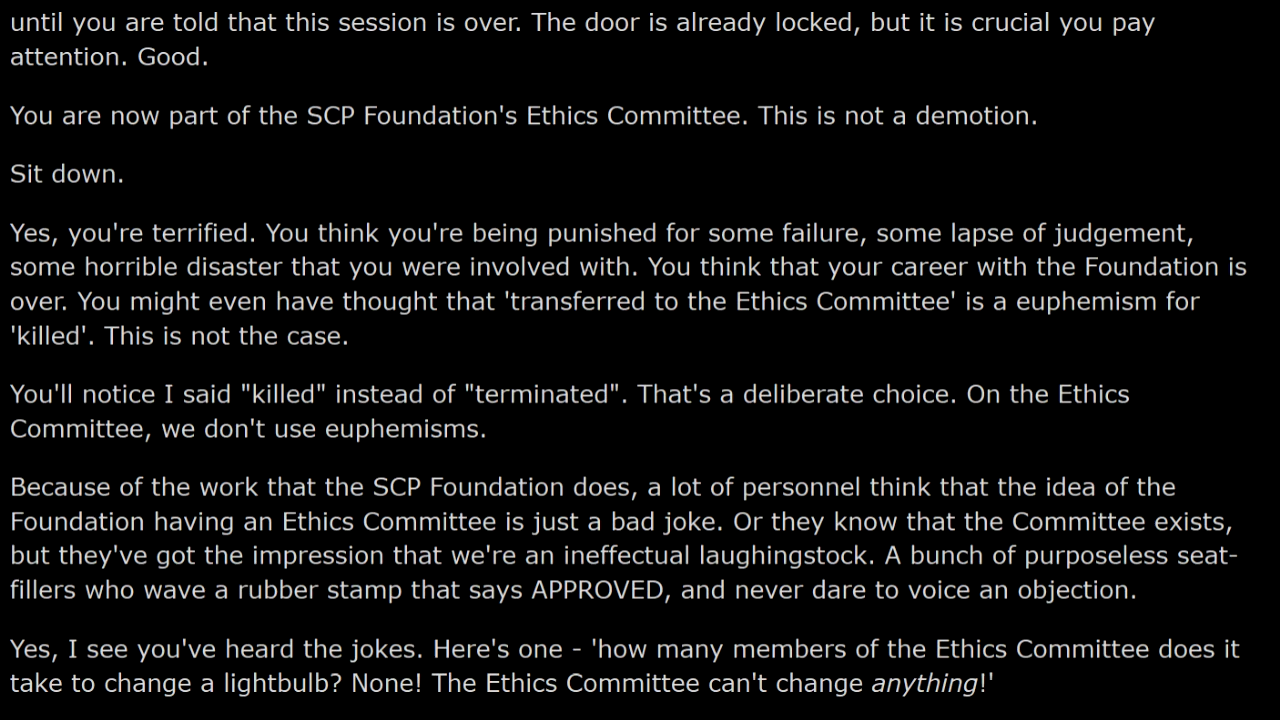 until you are told that this session is over. The door is already locked, but it is crucial you pay
attention. Good.
You are now part of the SCP Foundation's Ethics Committee. This is not a demotion.
Sit down.
Yes, you're terrified. You think you're being punished for some failure, some lapse of judgement,
some horrible disaster that you were involved with. You think that your career with the Foundation is
over. You might even have thought that 'transferred to the Ethics Committee' is a euphemism for
'killed'. This is not the case.
You'll notice I said "killed" instead of "terminated". That's a deliberate choice. On the Ethics
Committee, we don't use euphemisms.
Because of the work that the SCP Foundation does, a lot of personnel think that the idea of the
Foundation having an Ethics Committee is just a bad joke. Or they know that the Committee exists,
but they've got the impression that we're an ineffectual laughingstock. A bunch of purposeless seat-
fillers who wave a rubber stamp that says APPROVED, and never dare to voice an objection.
Yes, I see you've heard the jokes. Here's one - 'how many members of the Ethics Committee does it
take to change a lightbulb? None! The Ethics Committee can't change anything!'